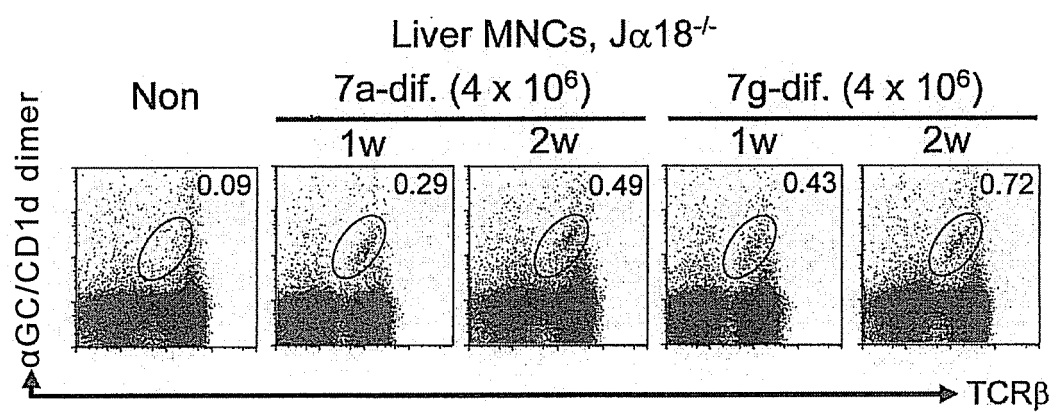 Liver MNCs, Jα18-/-
Non
7a-dif. (4 x 10⁶)
7g-dif. (4 x 10⁶)
1w
2w
1w
2w
0.09
0.29
0.49
0.43
0.72
αGC/CD1d dimer
TCRβ